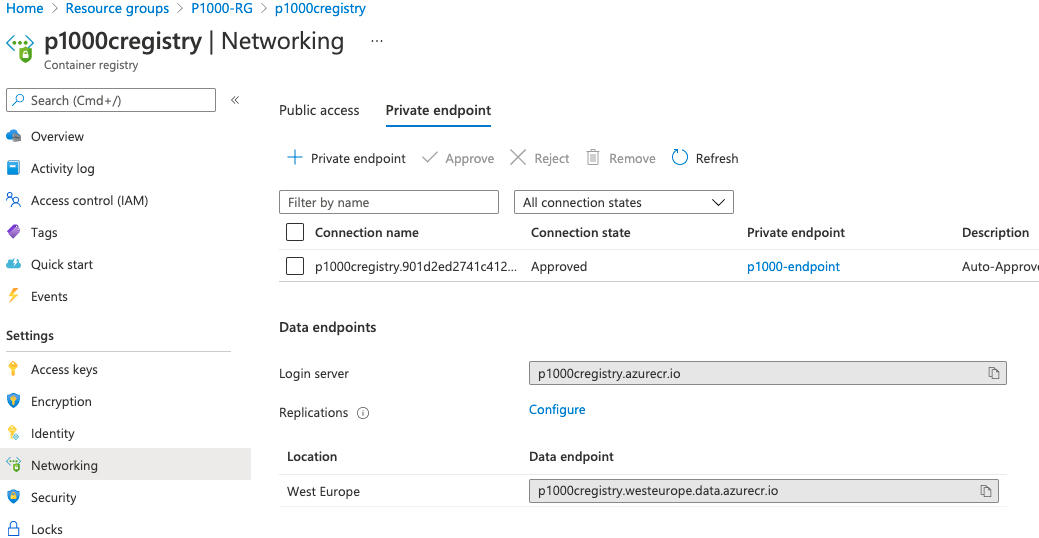 Home > Resource groups > P1000-RG > p1000cregistry
p1000cregistry | Networking ...
Container registry
Search (Cmd+/)
«
Overview
Activity log
Access control (IAM)
Tags
Quick start
Events
Settings
Access keys
Encryption
Identity
Networking
Security
Locks
Public access Private endpoint
+ Private endpoint Approve Reject Remove Refresh
Filter by name All connection states
Connection name Connection state Private endpoint Description
p1000cregistry.901d2ed2741c412... Approved p1000-endpoint Auto-Approve
Data endpoints
Login server p1000cregistry.azurecr.io
Replications Configure
Location Data endpoint
West Europe p1000cregistry.westeurope.data.azurecr.io